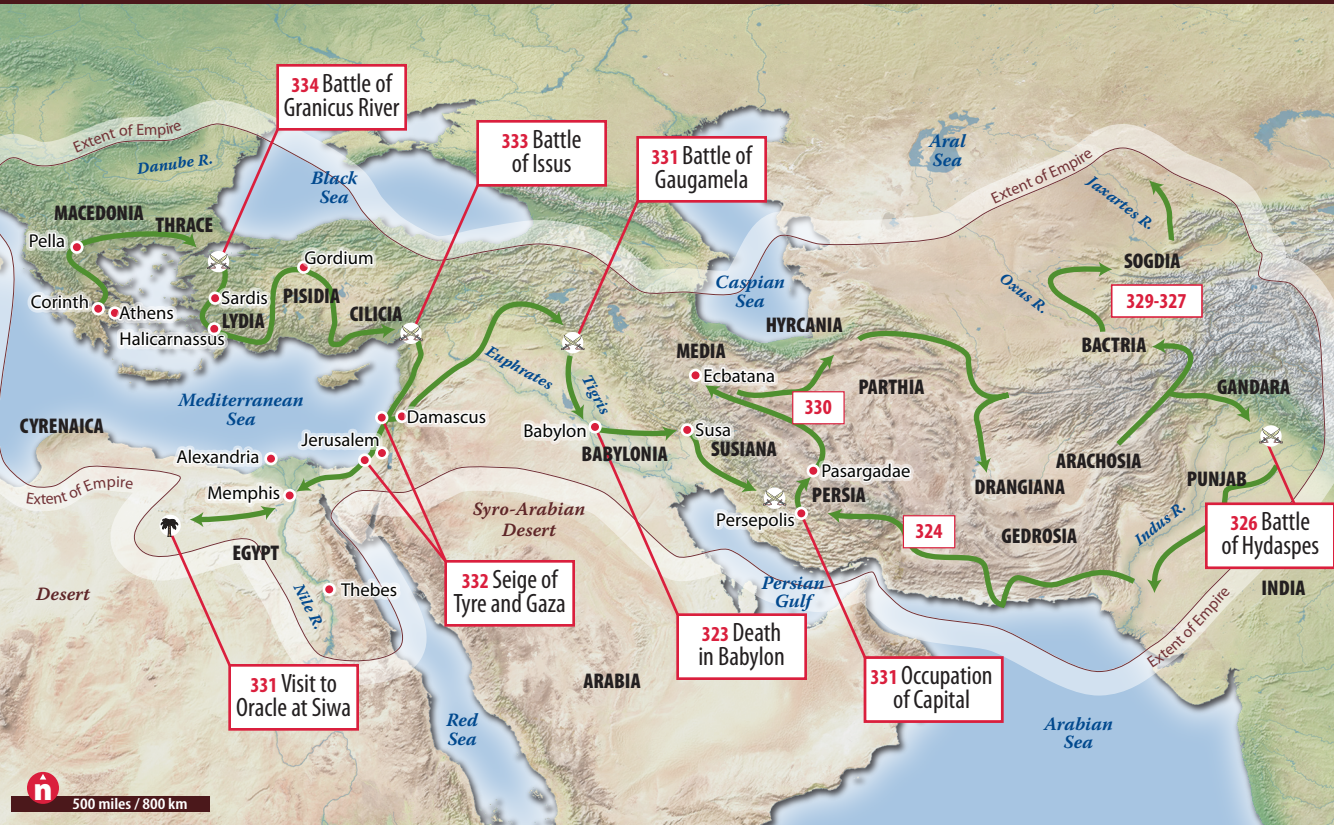 334 Battle of
Granicus River
333 Battle
of Issus
331 Battle of
Gaugamela
Extent of Empire
Danube R.
Black
Sea
Aral
Sea
Extent of Empire
Jaxartes R.
MACEDONIA
THRACE
Pella
Gordium
SOGDIA
Caspian
Sea
Oxus R.
329-327
Sardis
PISIDIA
Corinth
Athens
LYDIA
CILICIA
Halicarnassus
HYRCANIA
BACTRIA
MEDIA
Ecbatana
Euphrates
Tigris
PARTHIA
GANDARA
330
Mediterranean
Sea
Damascus
CYRENAICA
Babylon
Susa
Jerusalem
BABYLONIA
SUSIANA
Alexandria
ARACHOSIA
Pasargadae
Extent of Empire
Memphis
DRANGIANA
PUNJAB
PERSIA
Syro-Arabian
Desert
Persepolis
324
GEDROSIA
Indus R.
326 Battle
of Hydaspes
EGYPT
332 Seige of
Tyre and Gaza
Persian
Gulf
INDIA
Desert
Nile R.
Thebes
323 Death
in Babylon
Extent of Empire
331 Visit to
Oracle at Siwa
ARABIA
331 Occupation
of Capital
Red
Sea
Arabian
Sea
n
500 miles / 800 km